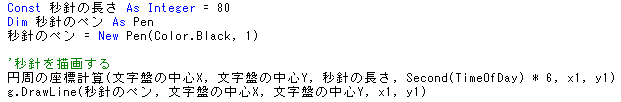 Const 秒針の長さ As Integer = 80
Dim 秒針のペン As Pen
秒針のペン = New Pen(Color.Black, 1)
'秒針を描画する
円周の座標計算(文字盤の中心X, 文字盤の中心Y, 秒針の長さ, Second(TimeOfDay) * 6, x1, y1)
g.DrawLine(秒針のペン, 文字盤の中心X, 文字盤の中心Y, x1, y1)